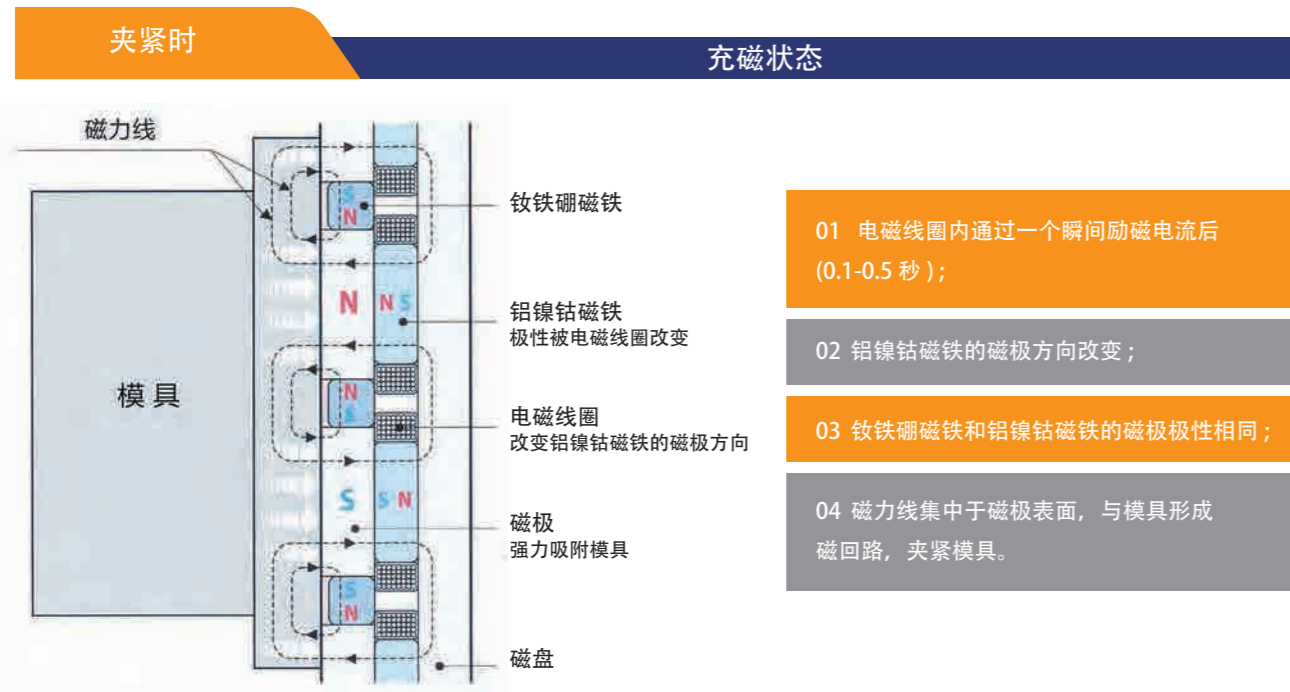 夹紧时
充磁状态
磁力线
模具
S
N
钕铁硼磁铁
N
N S
铝镍钴磁铁
极性被电磁线圈改变
N
S
电磁线圈
改变铝镍钴磁铁的磁极方向
S
S N
磁极
强力吸附模具
S
N
磁盘
01 电磁线圈内通过一个瞬间励磁电流后
(0.1-0.5 秒 ) ;
02 铝镍钴磁铁的磁极方向改变 ;
03 钕铁硼磁铁和铝镍钴磁铁的磁极极性相同 ;
04 磁力线集中于磁极表面，与模具形成
磁回路，夹紧模具。